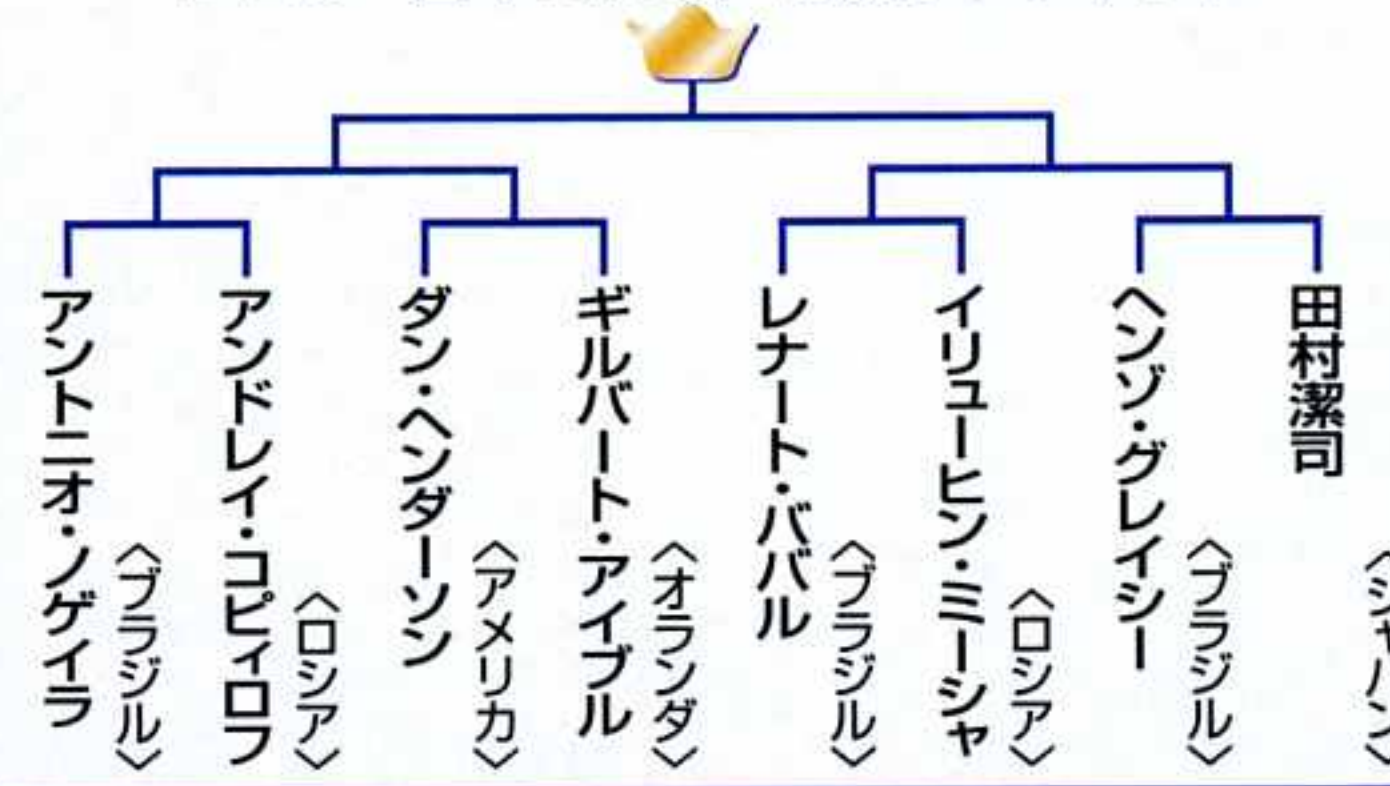 アントニオ・ノゲイラ
〈ブラジル〉
アンドレイ・コピィロフ
〈ロシア〉
ダン・ヘンダーソン
〈アメリカ〉
ギルバート・アイブル
〈オランダ〉
レナート・ババル
〈ブラジル〉
イリューヒン・ミーシャ
〈ロシア〉
ヘンゾ・グレイシー
〈ブラジル〉
田村潔司
〈ジャパン〉